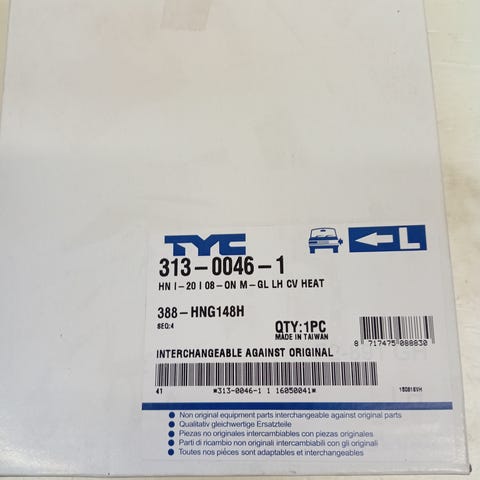 TYC
L
313-0046-1
HN I-20 I 08-ON M-GL LH CV HEAT
388-HNG148H
SEQ:4
QTY:1PC
MADE IN TAIWAN
8 717475 088830
INTERCHANGEABLE AGAINST ORIGINAL
41 *313-0046-1 1 16050041*
Non original equipment parts interchangeable against original parts
Qualitativ gleichwertige Ersatzteile
Piezas no originales intercambiables con piezas originales
Parti di ricambio non originali intercambiabili con gli originali
Toutes nos pièces sont adaptables et interchangeables